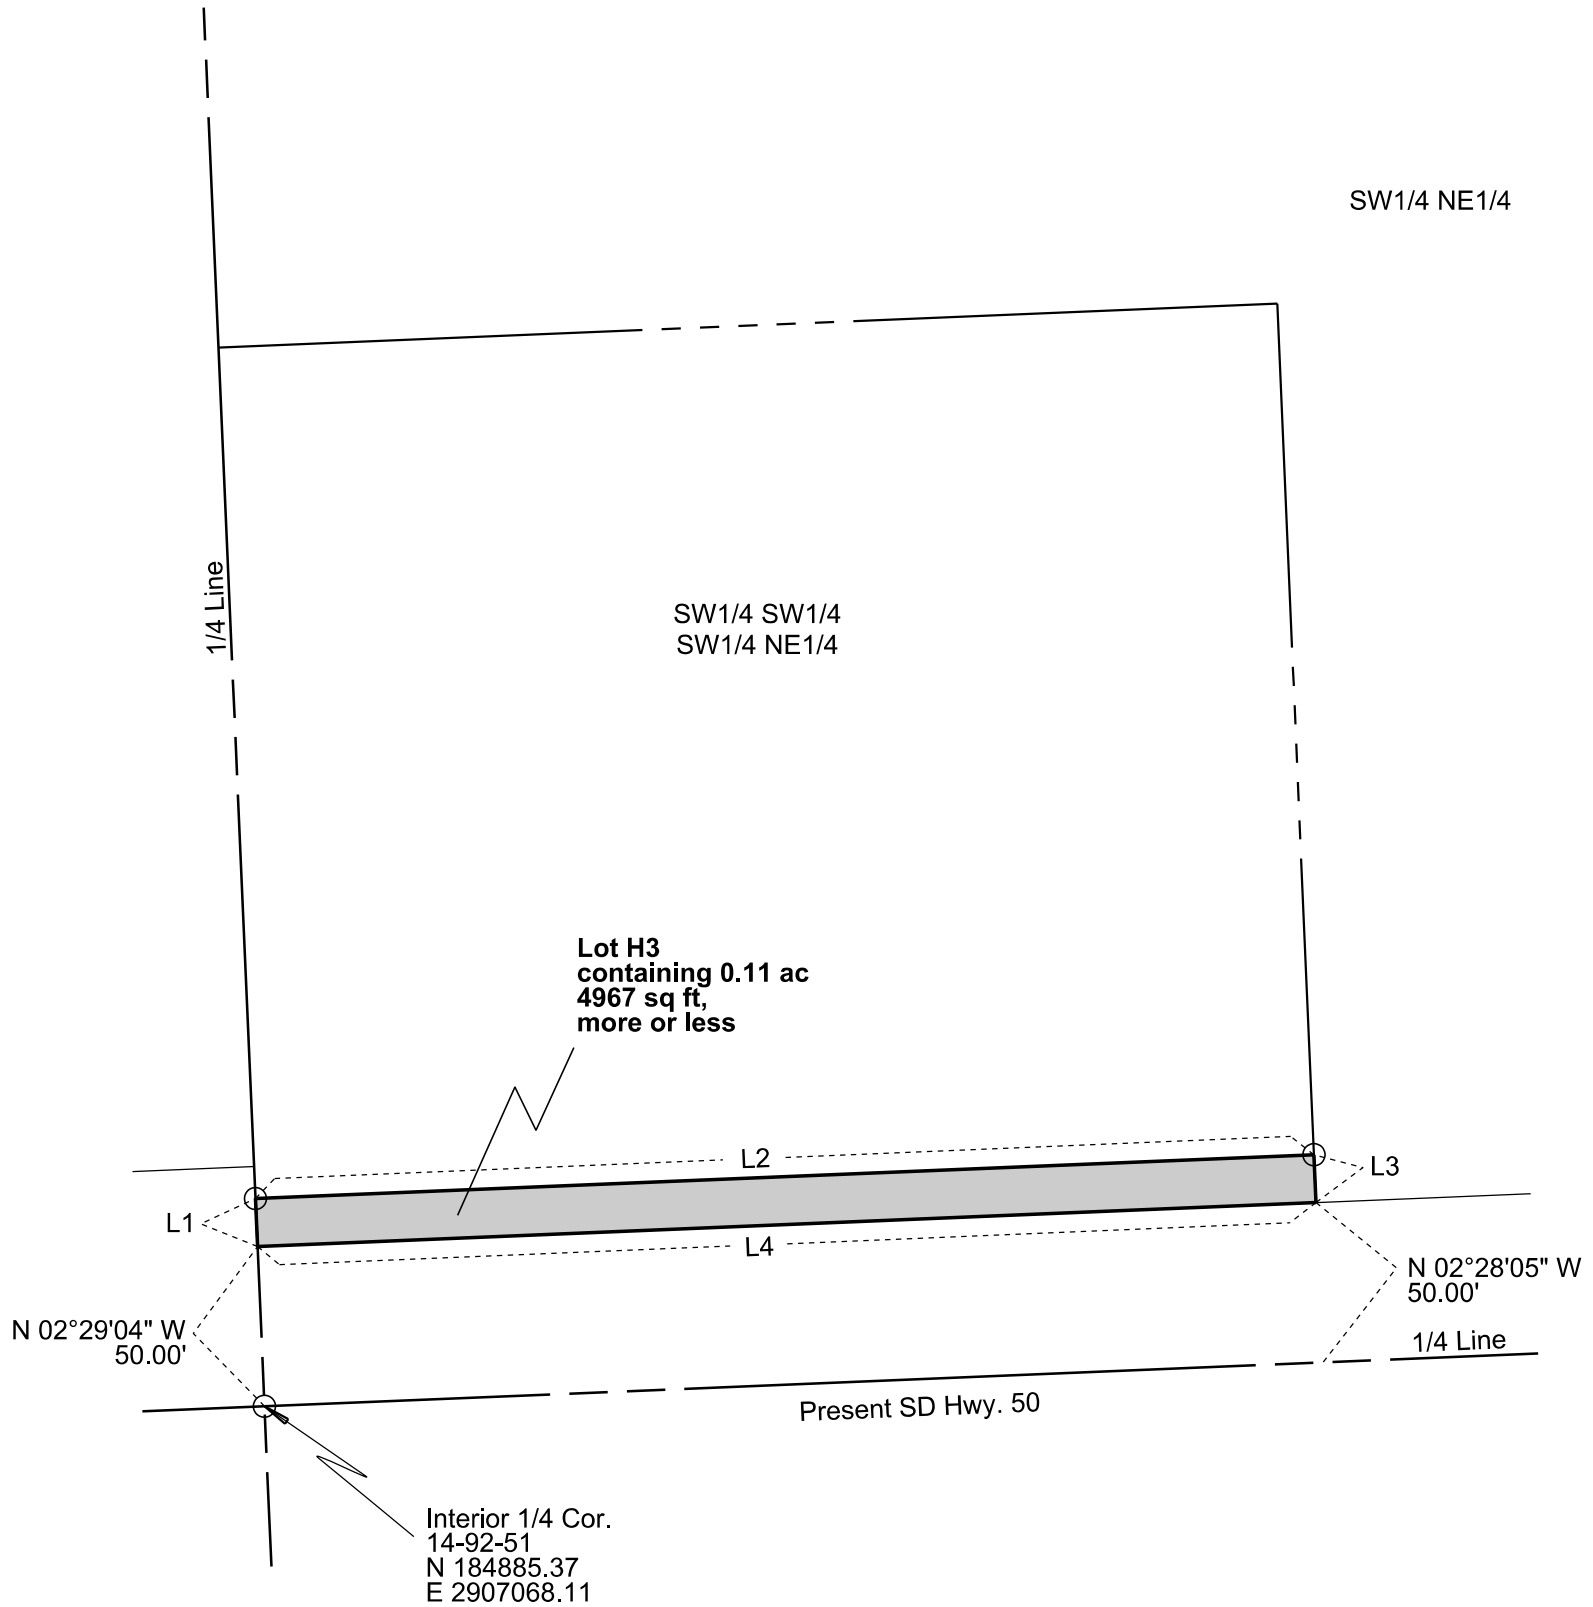 SW1/4 NE1/4
1/4 Line
SW1/4 SW1/4
SW1/4 NE1/4
Lot H3
containing 0.11 ac
4967 sq ft,
more or less
L2
L3
L1
L4
N 02°28'05" W
50.00'
N 02°29'04" W
50.00'
1/4 Line
Present SD Hwy. 50
Interior 1/4 Cor.
14-92-51
N 184885.37
E 2907068.11